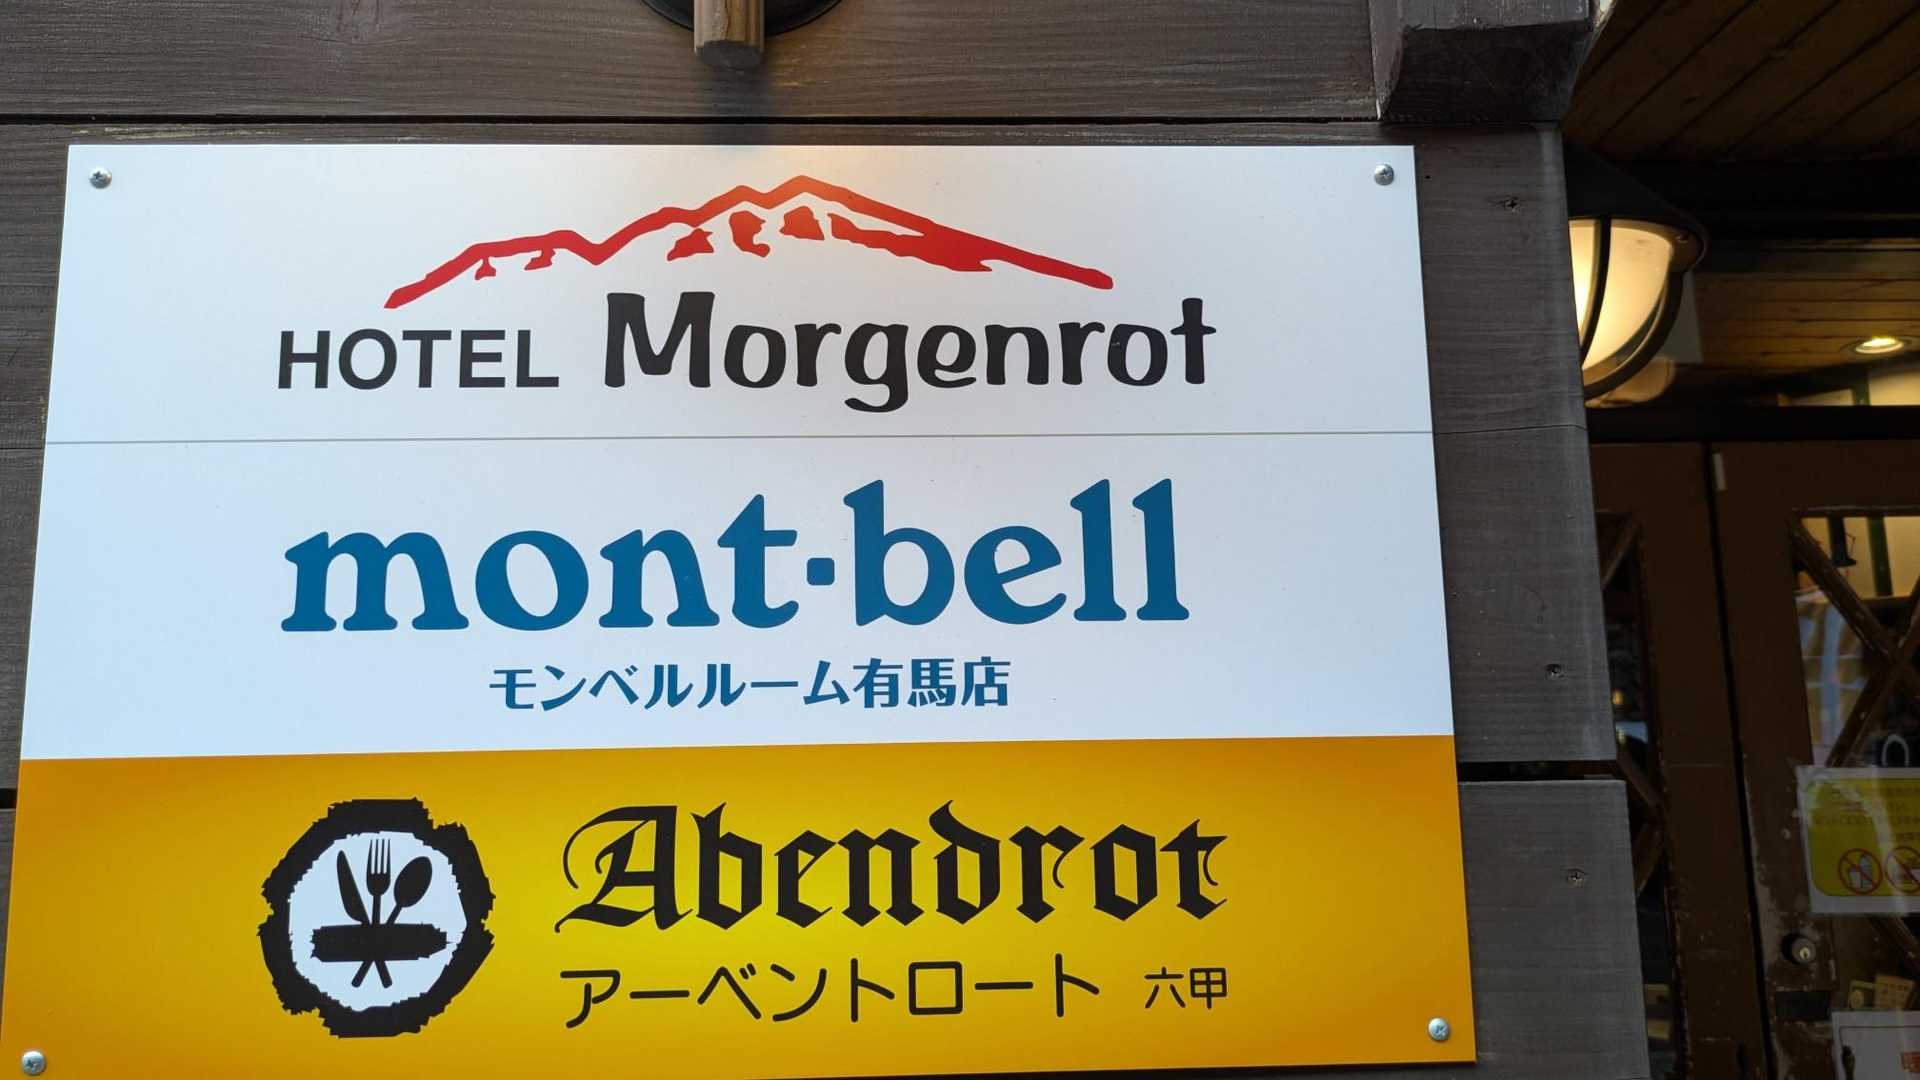 HOTEL Morgenrot
mont·bell
モンベルルーム有馬店
Abendrot
アーベントロート 六甲